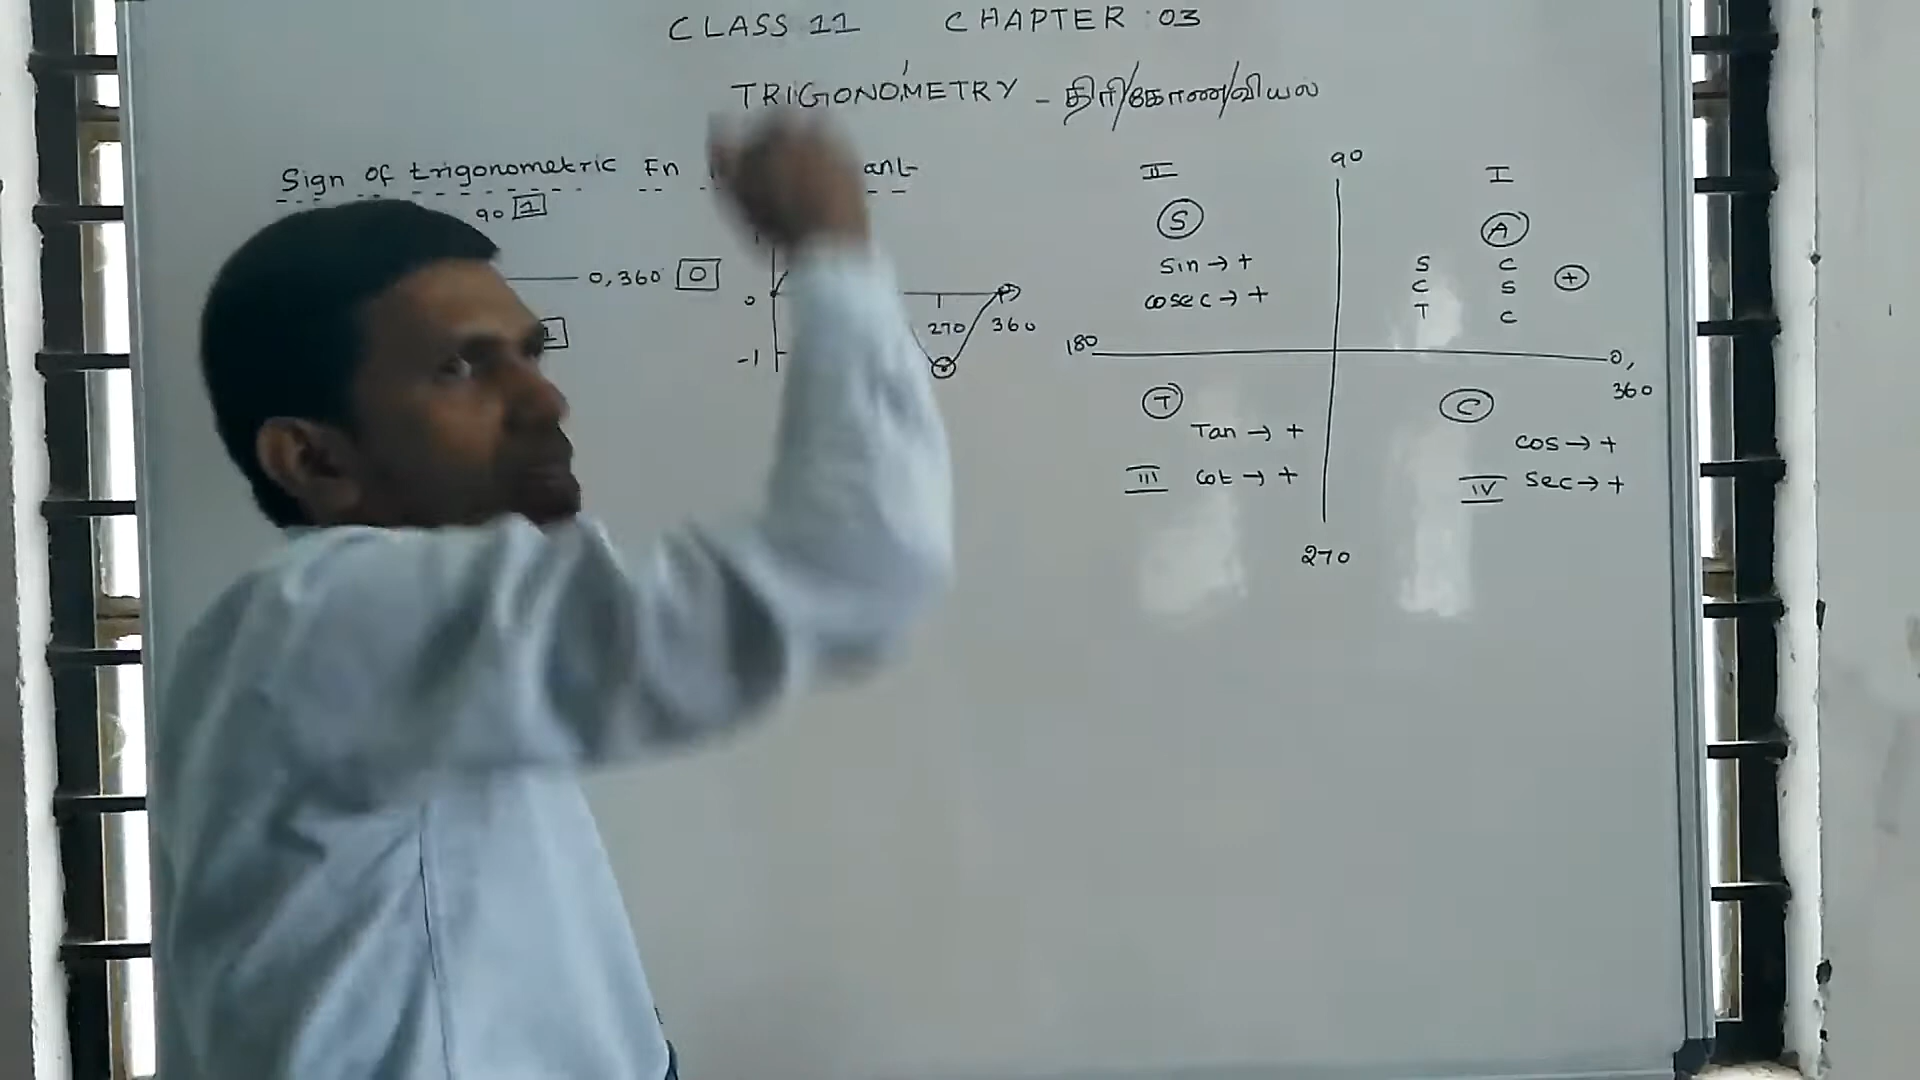 CLASS 11 CHAPTER : 03
TRIGONOMETRY - திரி/கோண/வியல்
Sign of trigonometric Fn
90 1
0, 360 0
1
0
-1
270 360
90
II I
S A
sin → + S C
cosec → + C S +
T C
180 0,
360
T C
Tan → + cos → +
III cot → + IV sec → +
270